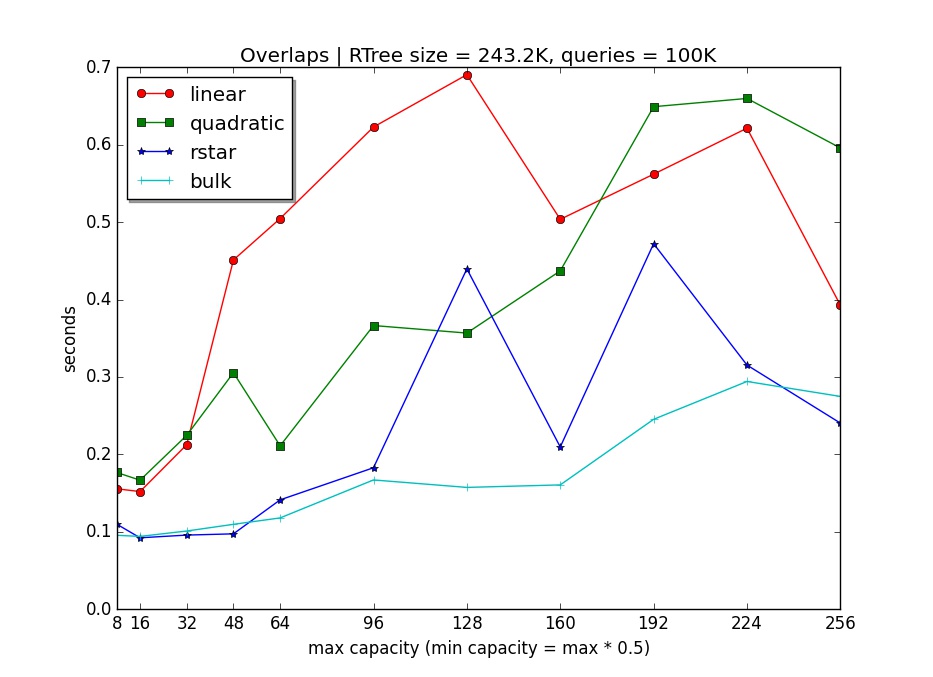 Overlaps | RTree size = 243.2K, queries = 100K
0.7
0.6
0.5
0.4
0.3
0.2
0.1
0.0
seconds
linear
quadratic
rstar
bulk
8 16 32 48 64 96 128 160 192 224 256
max capacity (min capacity = max * 0.5)